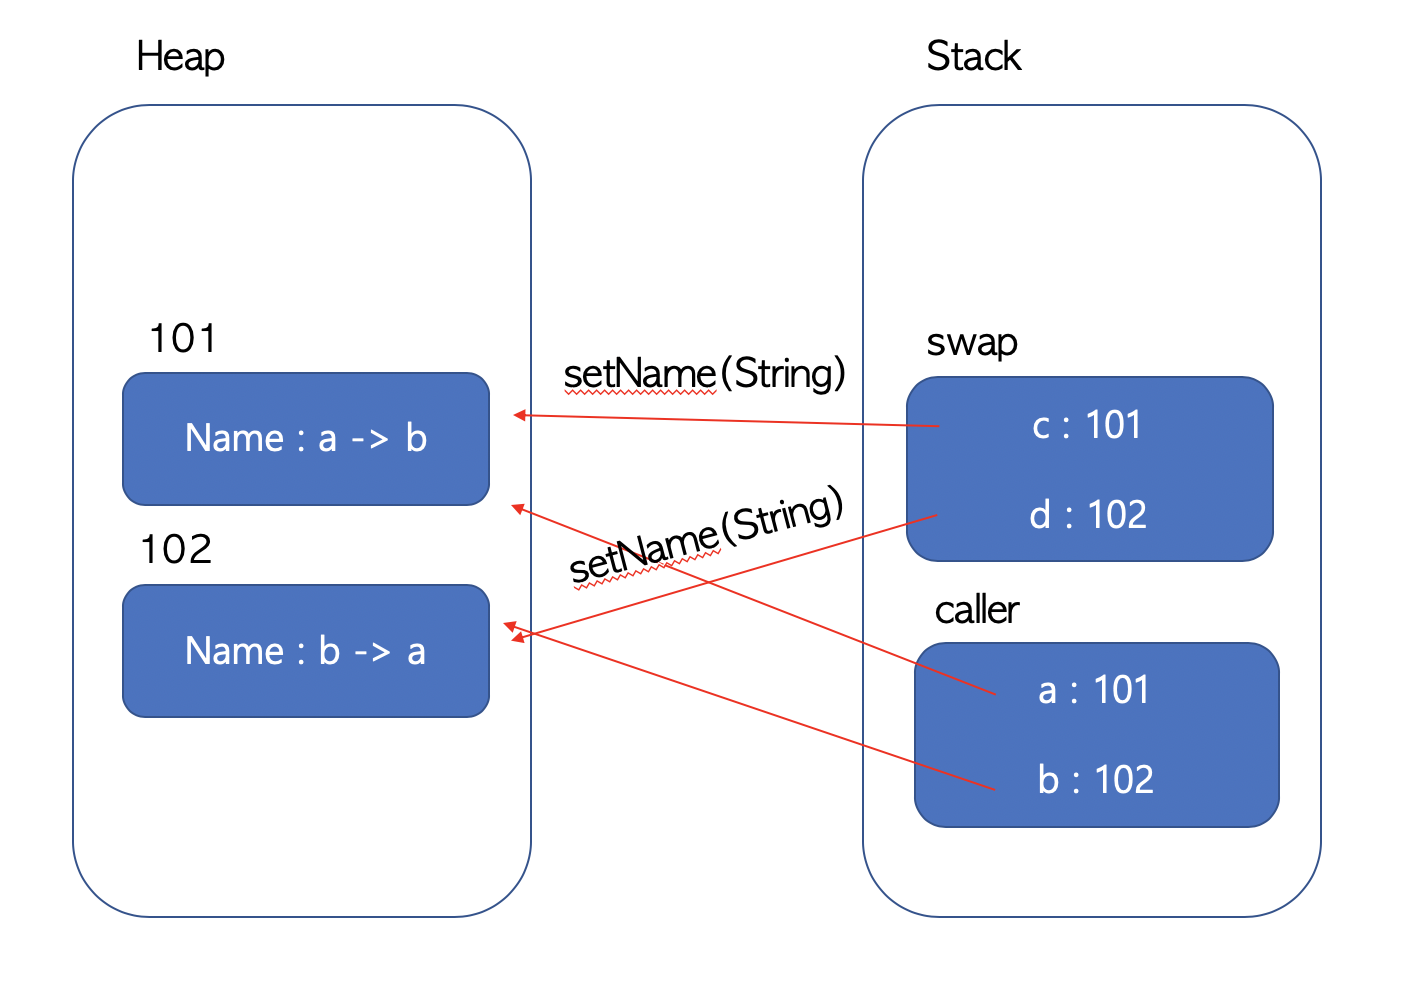 Heap
Stack
101
Name : a -> b
102
Name : b -> a
setName(String)
setName(String)
swap
c : 101
d : 102
caller
a : 101
b : 102